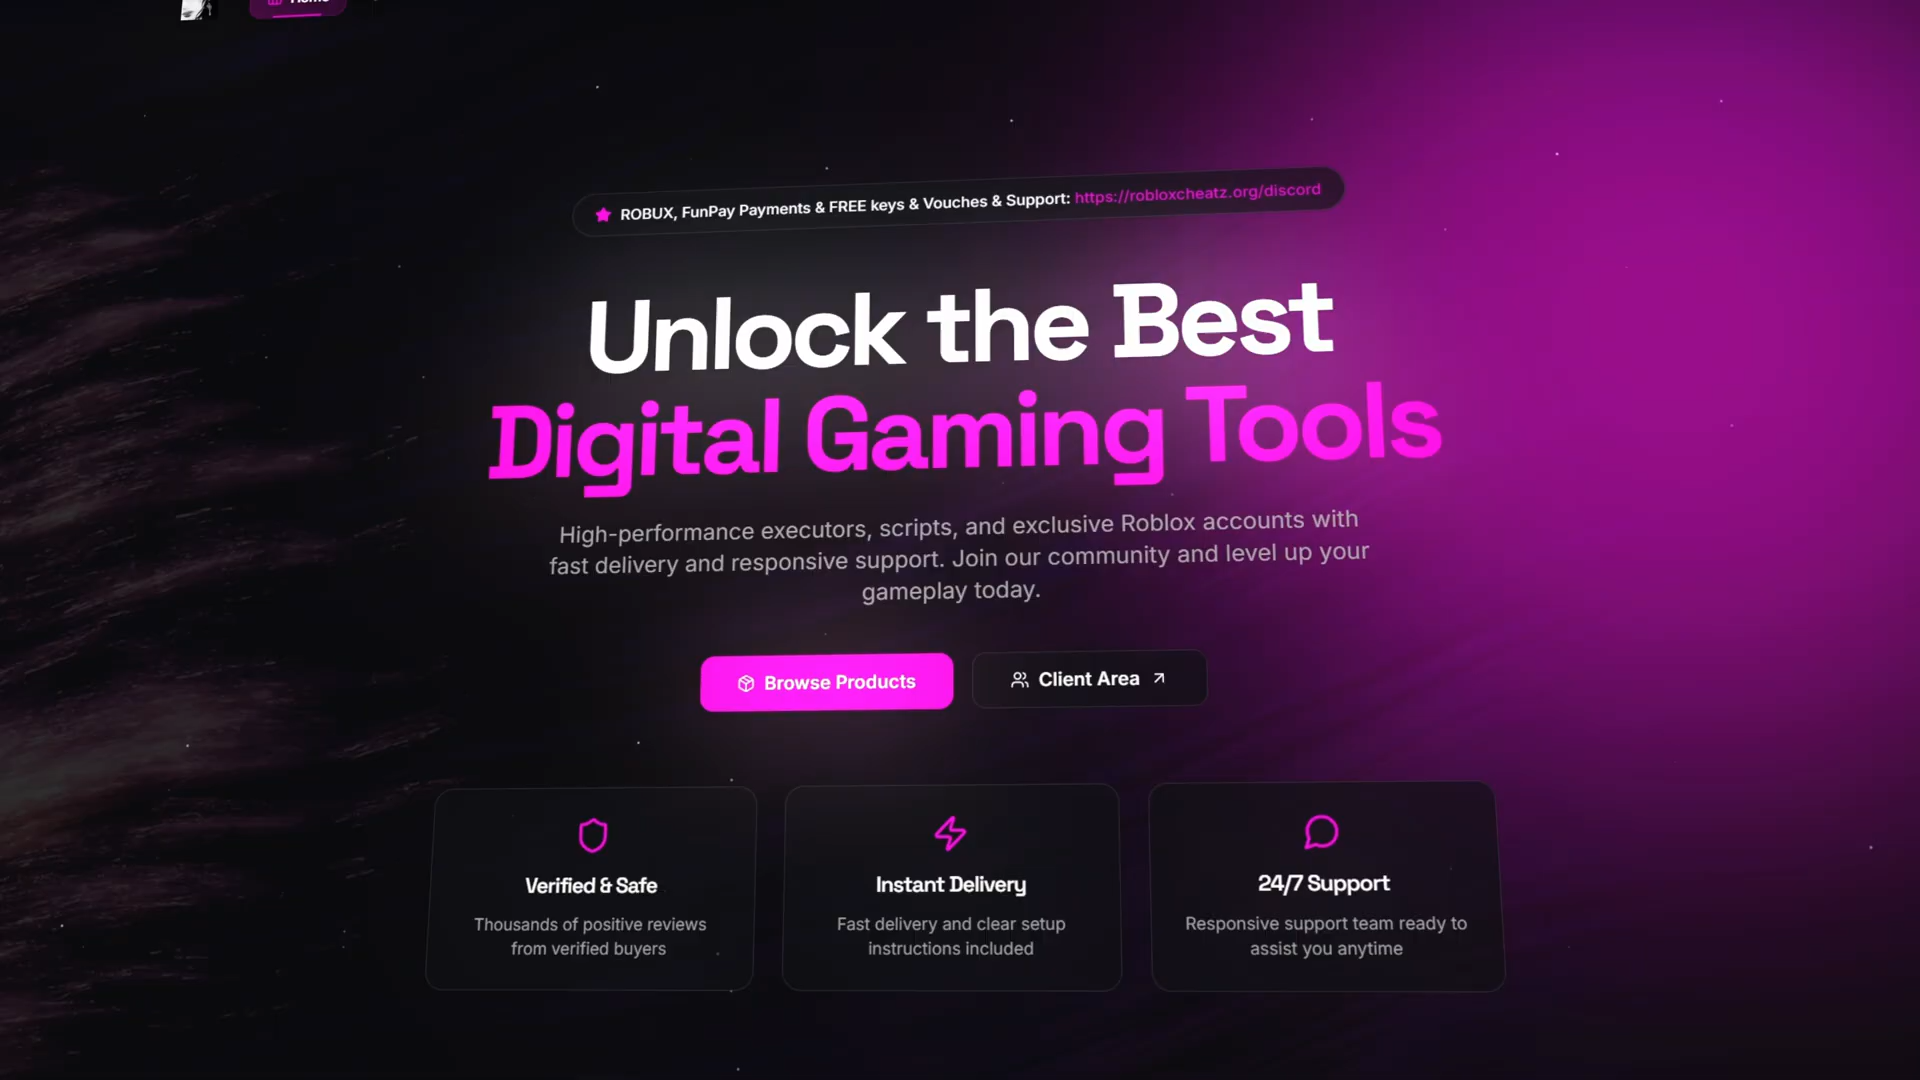 Home
ROBUX, FunPay Payments & FREE keys & Vouches & Support: https://robloxcheatz.org/discord
Unlock the Best
Digital Gaming Tools
High-performance executors, scripts, and exclusive Roblox accounts with
fast delivery and responsive support. Join our community and level up your
gameplay today.
Browse Products
Client Area
Verified & Safe
Thousands of positive reviews
from verified buyers
Instant Delivery
Fast delivery and clear setup
instructions included
24/7 Support
Responsive support team ready to
assist you anytime